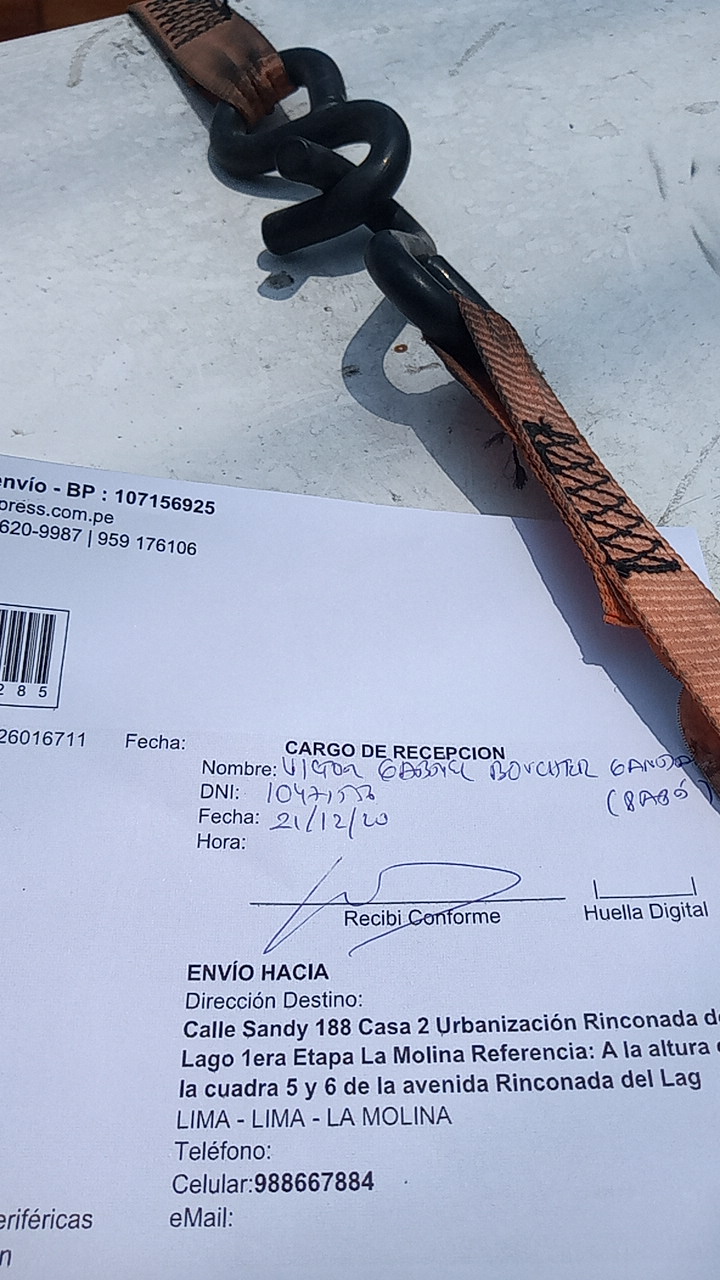 envío - BP : 107156925
press.com.pe
620-9987 | 959 176106
2 8 5
26016711 Fecha:
CARGO DE RECEPCION
Nombre: VICTOR GABRIEL
DNI:
Fecha: 21/12/20
Hora:
Recibi Conforme
Huella Digital
ENVÍO HACIA
Dirección Destino:
Calle Sandy 188 Casa 2 Urbanización Rinconada d
Lago 1era Etapa La Molina Referencia: A la altura
la cuadra 5 y 6 de la avenida Rinconada del Lag
LIMA - LIMA - LA MOLINA
Teléfono:
Celular:988667884
eriféricas eMail:
n